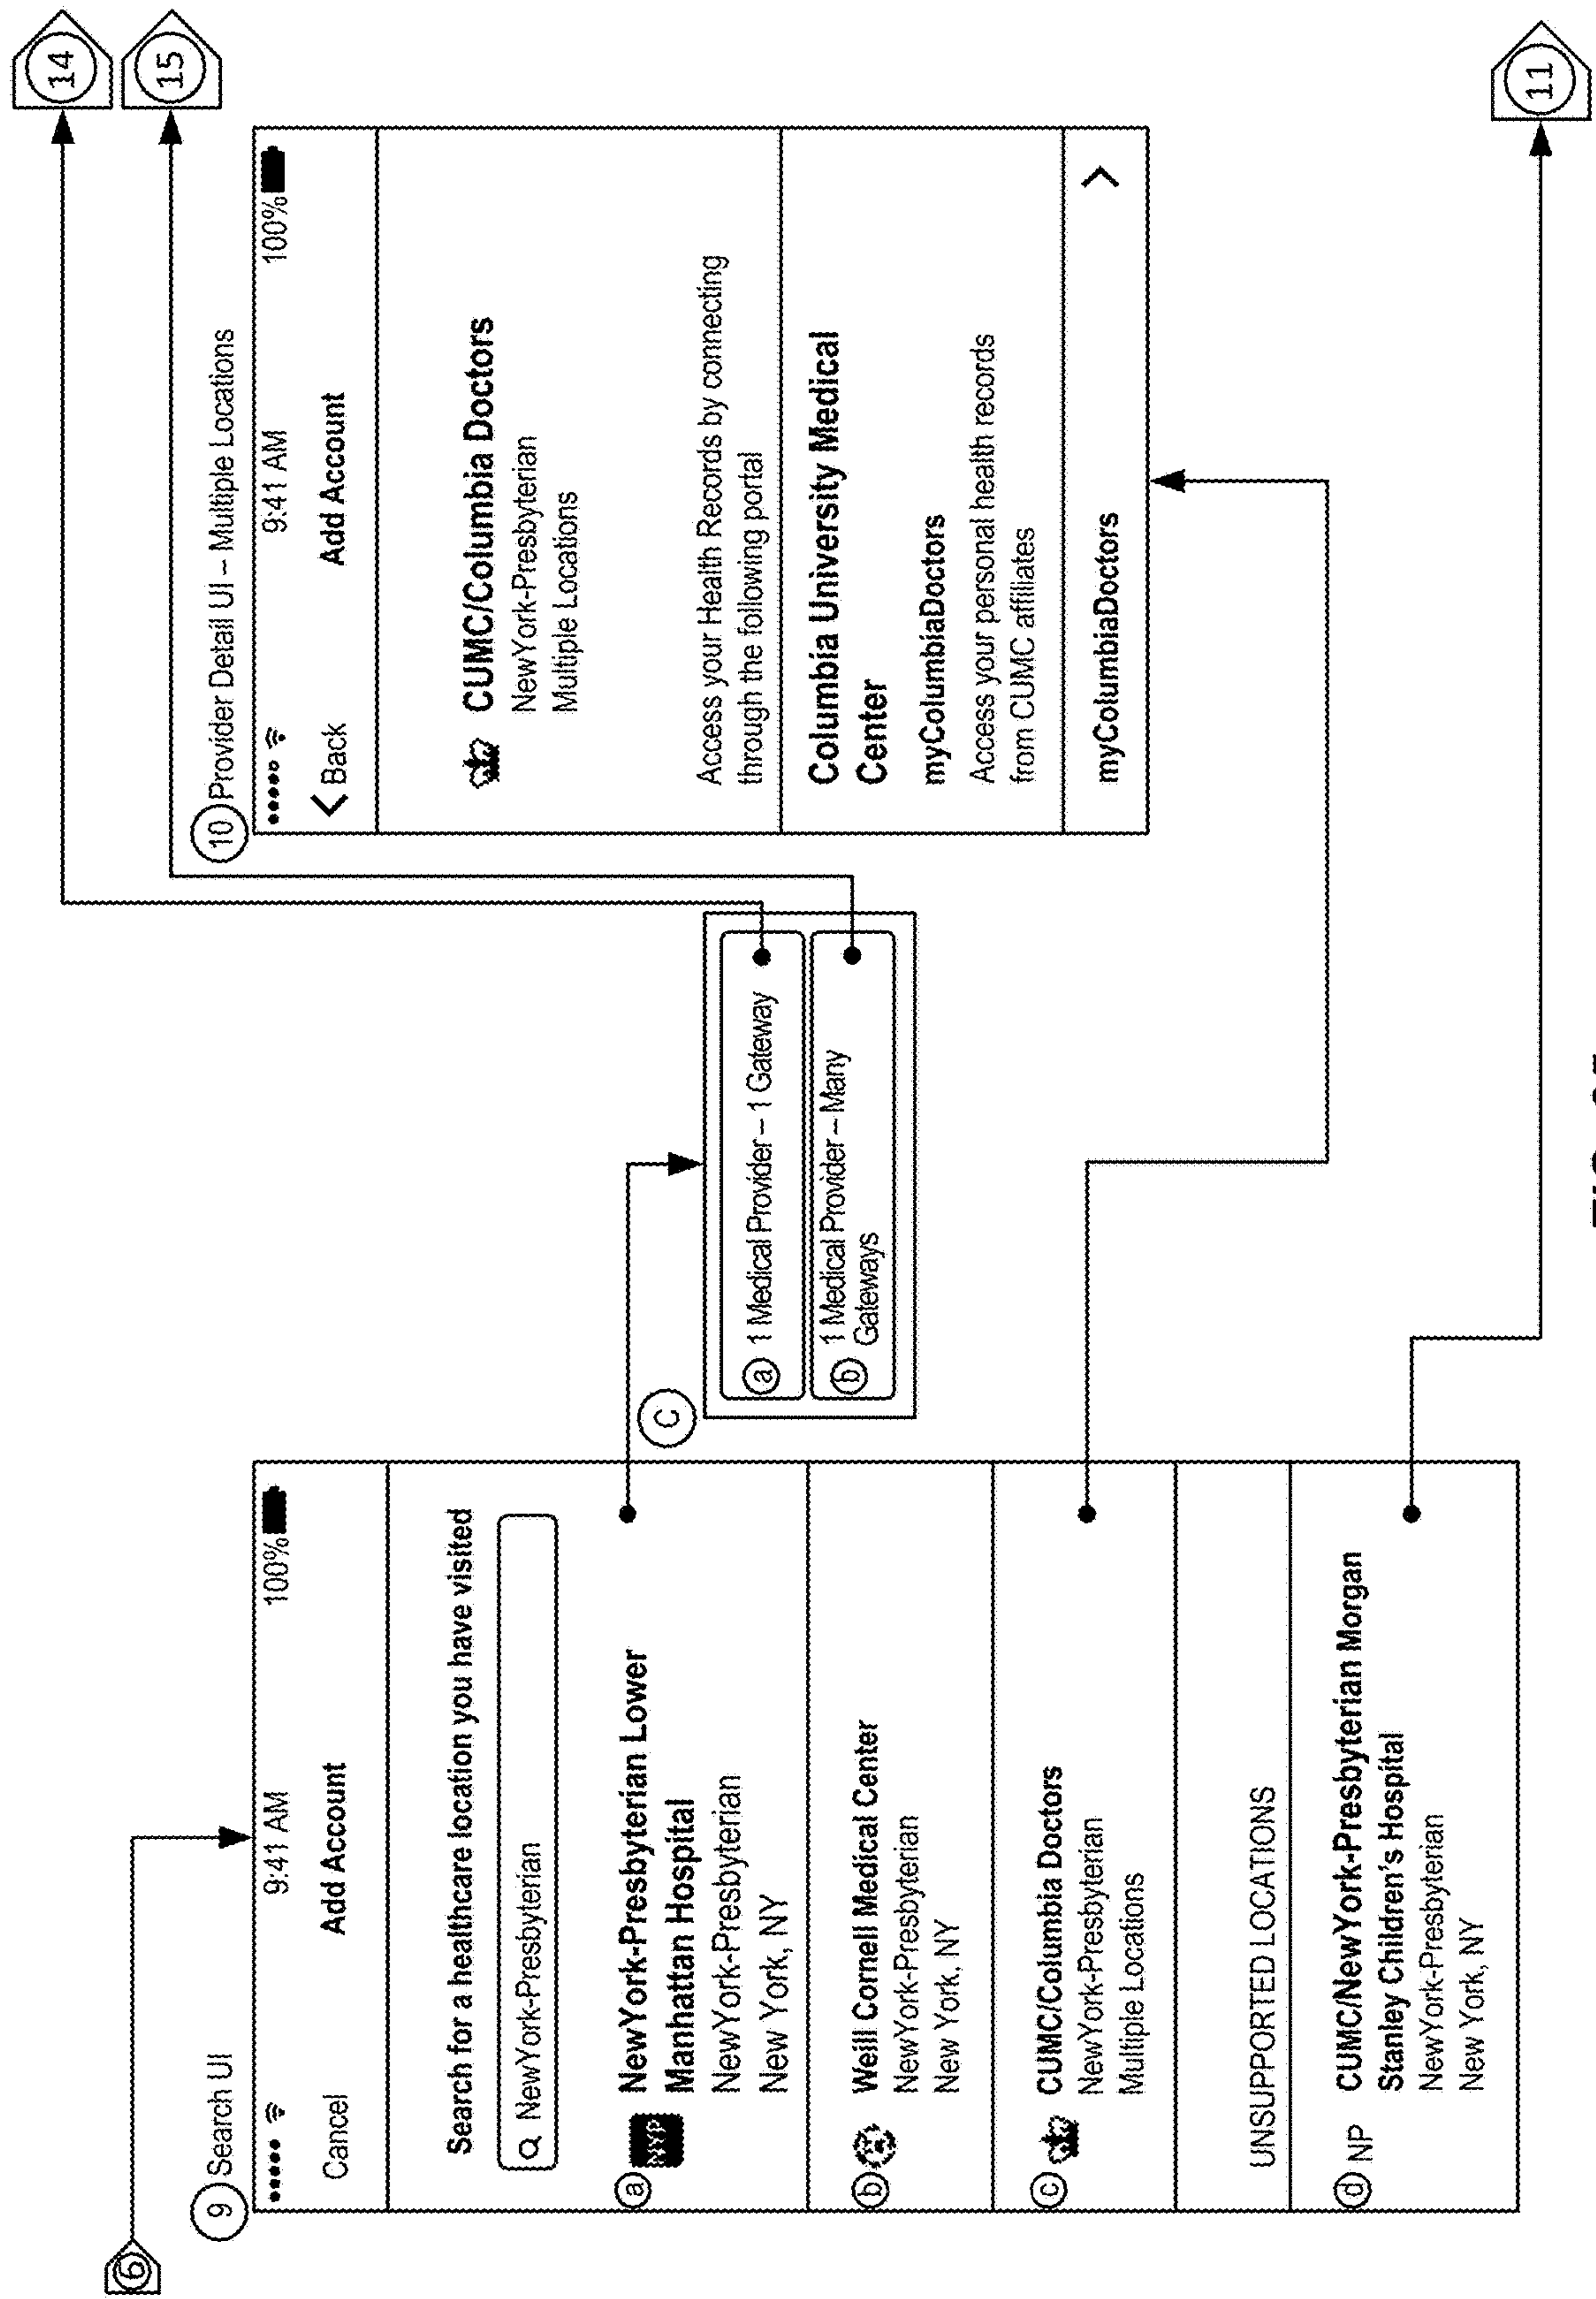 6
9 Search UI
9:41 AM 100%
Cancel Add Account
Search for a healthcare location you have visited
NewYork-Presbyterian
a NYP NewYork-Presbyterian Lower
Manhattan Hospital
NewYork-Presbyterian
New York, NY
b Weill Cornell Medical Center
NewYork-Presbyterian
New York, NY
c CUMC/Columbia Doctors
NewYork-Presbyterian
Multiple Locations
UNSUPPORTED LOCATIONS
d NP CUMC/NewYork-Presbyterian Morgan
Stanley Children's Hospital
NewYork-Presbyterian
New York, NY
C
a 1 Medical Provider – 1 Gateway
b 1 Medical Provider – Many
Gateways
10 Provider Detail UI – Multiple Locations
9:41 AM 100%
Back Add Account
CUMC/Columbia Doctors
NewYork-Presbyterian
Multiple Locations
Access your Health Records by connecting
through the following portal
Columbia University Medical
Center
myColumbiaDoctors
Access your personal health records
from CUMC affiliates
myColumbiaDoctors
14
15
11